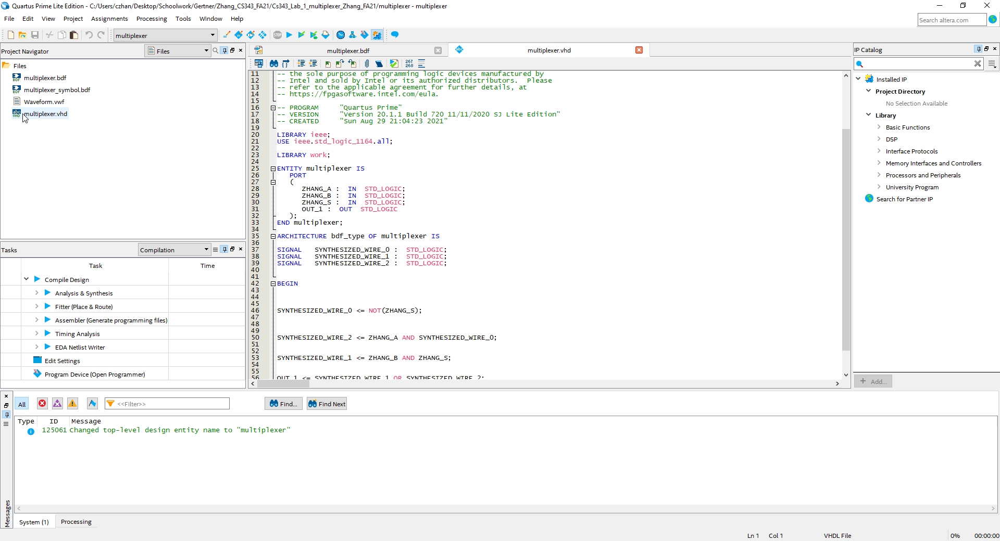 Quartus Prime Lite Edition - C:/Users/czhan/Desktop/Schoolwork/Gertner/Zhang_CS343_FA21/Cs343_Lab_1_multiplexer_Zhang_FA21/multiplexer - multiplexer
File Edit View Project Assignments Processing Tools Window Help
Search altera.com
multiplexer
STOP
Project Navigator
Files
Files
multiplexer.bdf
multiplexer_symbol.bdf
Waveform.vwf
multiplexer.vhd
Tasks
Compilation
Task Time
Compile Design
Analysis & Synthesis
Fitter (Place & Route)
Assembler (Generate programming files)
Timing Analysis
EDA Netlist Writer
Edit Settings
Program Device (Open Programmer)
multiplexer.bdf
multiplexer.vhd
267
268
11 -- the sole purpose of programming logic devices manufactured by
12 -- Intel and sold by Intel or its authorized distributors.  Please
13 -- refer to the applicable agreement for further details, at
14 -- https://fpgasoftware.intel.com/eula.
15
16 -- PROGRAM     "Quartus Prime"
17 -- VERSION     "Version 20.1.1 Build 720 11/11/2020 SJ Lite Edition"
18 -- CREATED     "Sun Aug 29 21:04:23 2021"
19
20 LIBRARY ieee;
21 USE ieee.std_logic_1164.all;
22
23 LIBRARY work;
24
25 ENTITY multiplexer IS
26 PORT
27 (
28 ZHANG_A :  IN  STD_LOGIC;
29 ZHANG_B :  IN  STD_LOGIC;
30 ZHANG_S :  IN  STD_LOGIC;
31 OUT_1 :  OUT  STD_LOGIC
32 );
33 END multiplexer;
34
35 ARCHITECTURE bdf_type OF multiplexer IS
36
37 SIGNAL   SYNTHESIZED_WIRE_0 :  STD_LOGIC;
38 SIGNAL   SYNTHESIZED_WIRE_1 :  STD_LOGIC;
39 SIGNAL   SYNTHESIZED_WIRE_2 :  STD_LOGIC;
40
41
42 BEGIN
43
44
45
46 SYNTHESIZED_WIRE_0 <= NOT(ZHANG_S);
47
48
49
50 SYNTHESIZED_WIRE_2 <= ZHANG_A AND SYNTHESIZED_WIRE_0;
51
52
53 SYNTHESIZED_WIRE_1 <= ZHANG_B AND ZHANG_S;
54
55
56 OUT_1 <= SYNTHESIZED_WIRE_1 OR SYNTHESIZED_WIRE_2;
IP Catalog
Installed IP
Project Directory
No Selection Available
Library
Basic Functions
DSP
Interface Protocols
Memory Interfaces and Controllers
Processors and Peripherals
University Program
Search for Partner IP
+ Add...
All
<<Filter>>
Find...
Find Next
Type ID Message
125061 Changed top-level design entity name to "multiplexer"
Messages
System (1) Processing
Ln 1 Col 1 VHDL File 0% 00:00:00